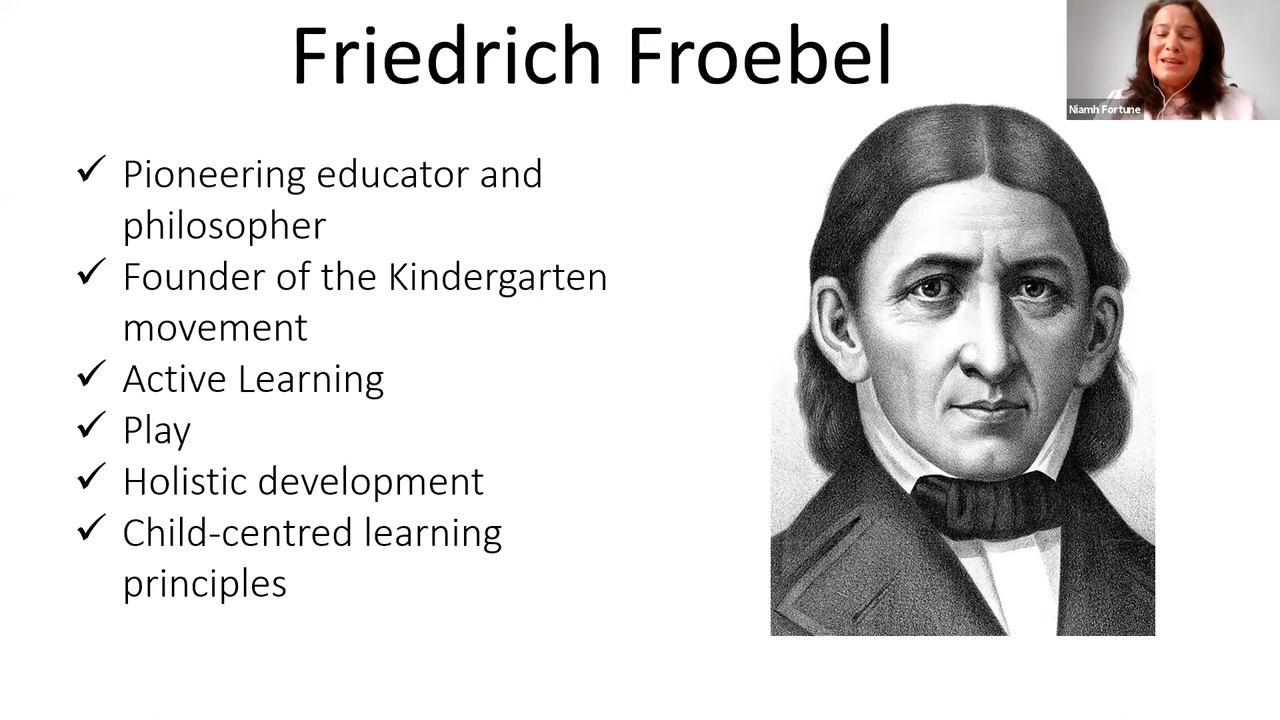 Friedrich Froebel
Niamh Fortune
✓ Pioneering educator and
philosopher
✓ Founder of the Kindergarten
movement
✓ Active Learning
✓ Play
✓ Holistic development
✓ Child-centred learning
principles